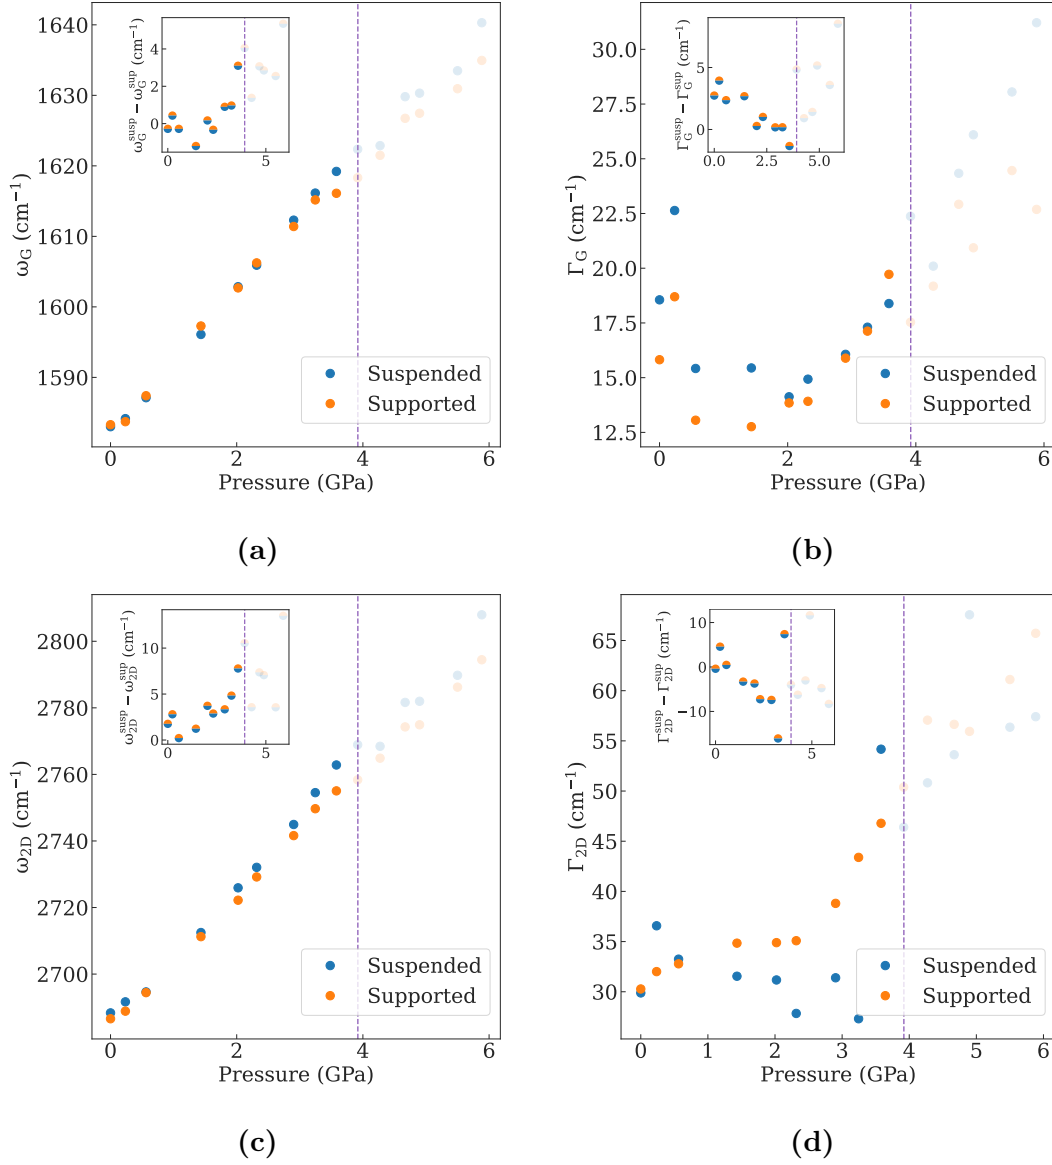 1640
1630
1620
1610
1600
1590
ω_G (cm⁻¹)
4
2
0
ω_G^susp − ω_G^sup (cm⁻¹)
0 5
Suspended
Supported
0 2 4 6
Pressure (GPa)
(a)
30.0
27.5
25.0
22.5
20.0
17.5
15.0
12.5
Γ_G (cm⁻¹)
5
0
Γ_G^susp − Γ_G^sup (cm⁻¹)
0.0 2.5 5.0
Suspended
Supported
0 2 4 6
Pressure (GPa)
(b)
2800
2780
2760
2740
2720
2700
ω_2D (cm⁻¹)
10
5
0
ω_2D^susp − ω_2D^sup (cm⁻¹)
0 5
Suspended
Supported
0 2 4 6
Pressure (GPa)
(c)
65
60
55
50
45
40
35
30
Γ_2D (cm⁻¹)
10
0
−10
Γ_2D^susp − Γ_2D^sup (cm⁻¹)
0 5
Suspended
Supported
0 1 2 3 4 5 6
Pressure (GPa)
(d)